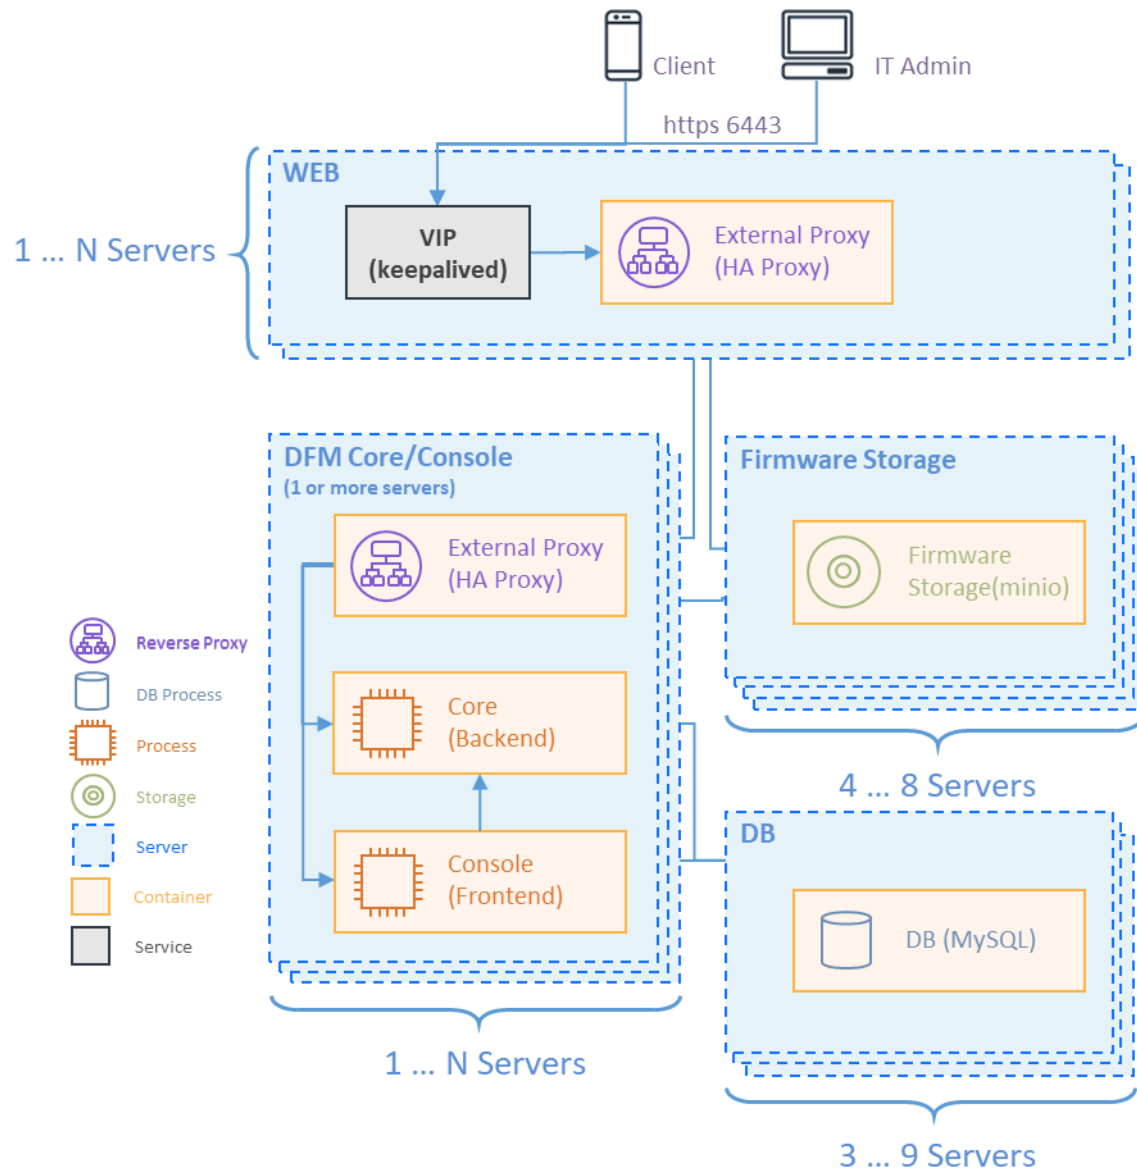 Client
IT Admin
https 6443
WEB
1 ... N Servers
VIP
(keepalived)
External Proxy
(HA Proxy)
DFM Core/Console
(1 or more servers)
External Proxy
(HA Proxy)
Core
(Backend)
Console
(Frontend)
1 ... N Servers
Firmware Storage
Firmware
Storage(minio)
4 ... 8 Servers
DB
DB (MySQL)
3 ... 9 Servers
Reverse Proxy
DB Process
Process
Storage
Server
Container
Service